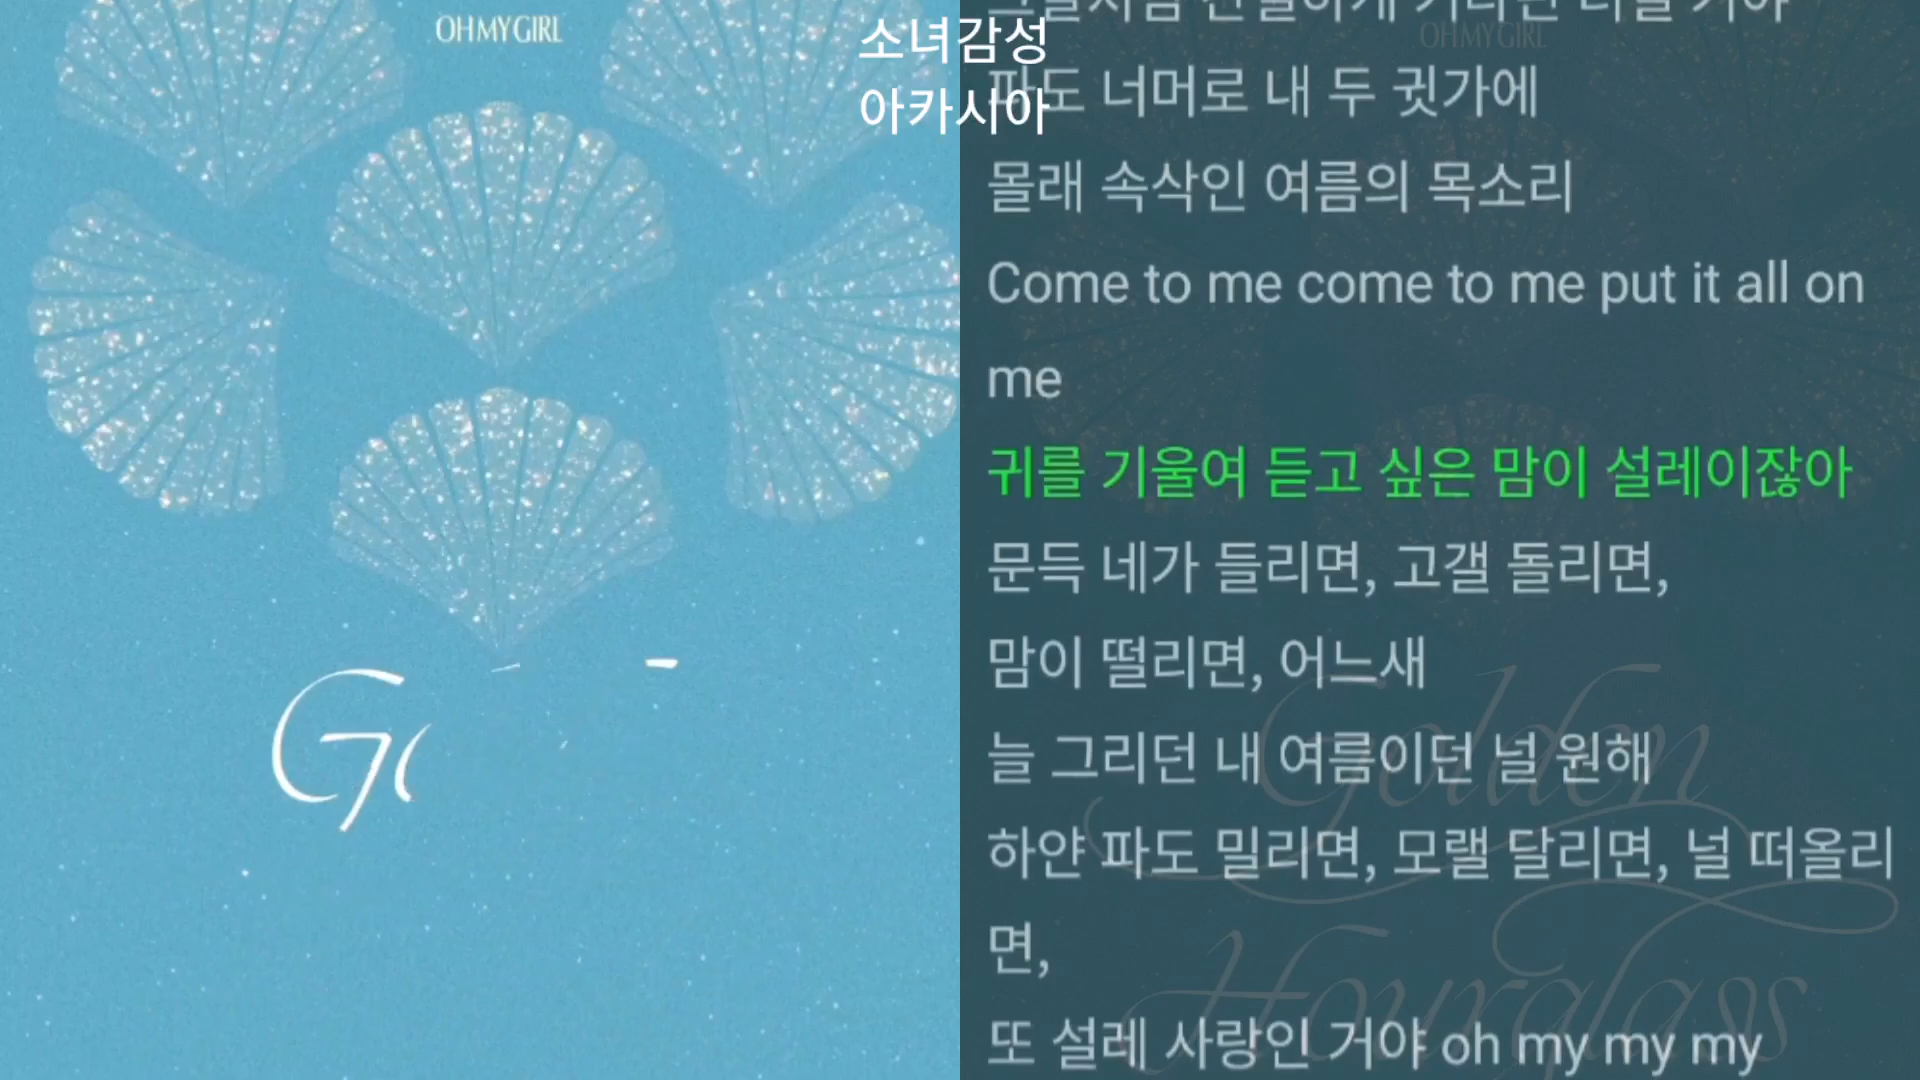 OHMYGIRL
소녀감성
아카시아
OHMYGIRL
파도 너머로 내 두 귓가에
몰래 속삭인 여름의 목소리
Come to me come to me put it all on
me
귀를 기울여 듣고 싶은 맘이 설레이잖아
문득 네가 들리면, 고갤 돌리면,
맘이 떨리면, 어느새
늘 그리던 내 여름이던 널 원해
하얀 파도 밀리면, 모랠 달리면, 널 떠올리
면,
또 설레 사랑인 거야 oh my my my
Golden
Hourglass